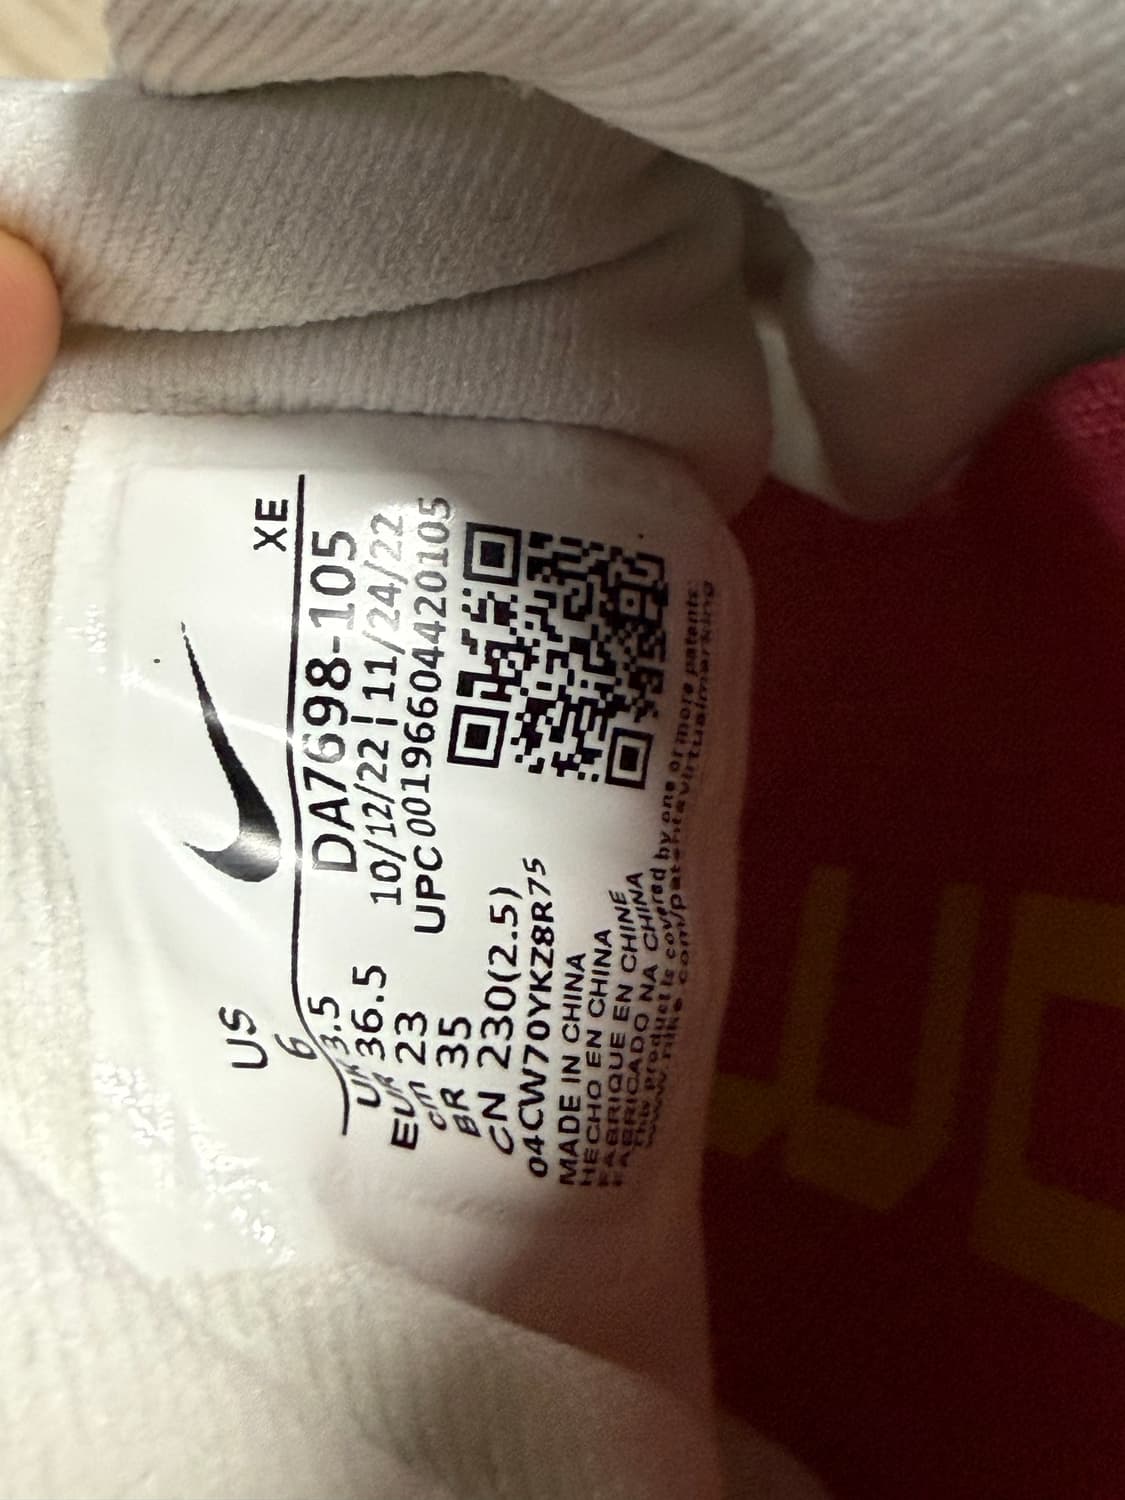 US
6
XE
UK 3.5
EUR 36.5
cm 23
BR 35
CN 230(2.5)
DA7698-105
10/12/22 | 11/24/22
UPC 00196604420105
04CW70YKZ8R75
MADE IN CHINA
HECHO EN CHINA
FABRIQUE EN CHINE
FABRICADO NA CHINA
This product is covered by one or more patents:
www.nike.com/patentsvirtualmarking